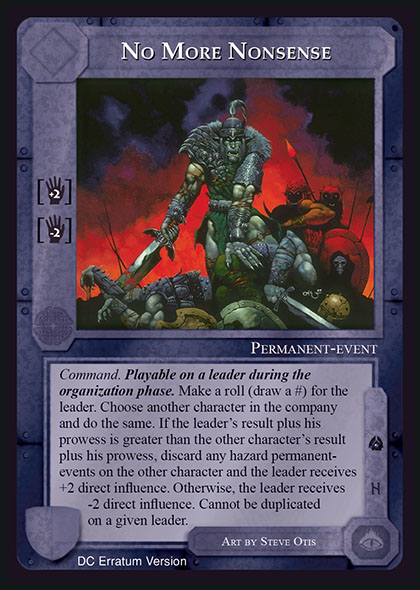 No More Nonsense
[+2]
[-2]
Permanent-event
Command. Playable on a leader during the
organization phase. Make a roll (draw a #) for the
leader. Choose another character in the company
and do the same. If the leader's result plus his
prowess is greater than the other character's result
plus his prowess, discard any hazard permanent-
events on the other character and the leader receives
+2 direct influence. Otherwise, the leader receives
-2 direct influence. Cannot be duplicated
on a given leader.
Art by Steve Otis
DC Erratum Version